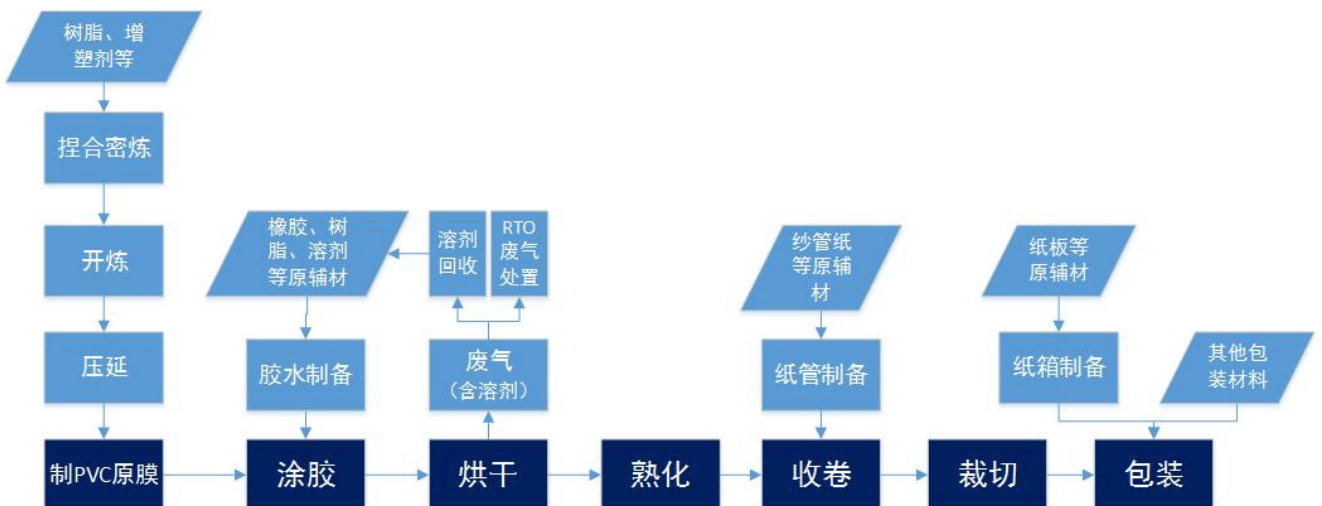 树脂、增
塑剂等
捏合密炼
开炼
压延
橡胶、树
脂、溶剂
等原辅材
溶剂
回收
RTO
废气
处置
纱管纸
等原辅
材
纸板等
原辅材
胶水制备
废气
（含溶剂）
纸管制备
纸箱制备
其他包
装材料
制PVC原膜
涂胶
烘干
熟化
收卷
裁切
包装